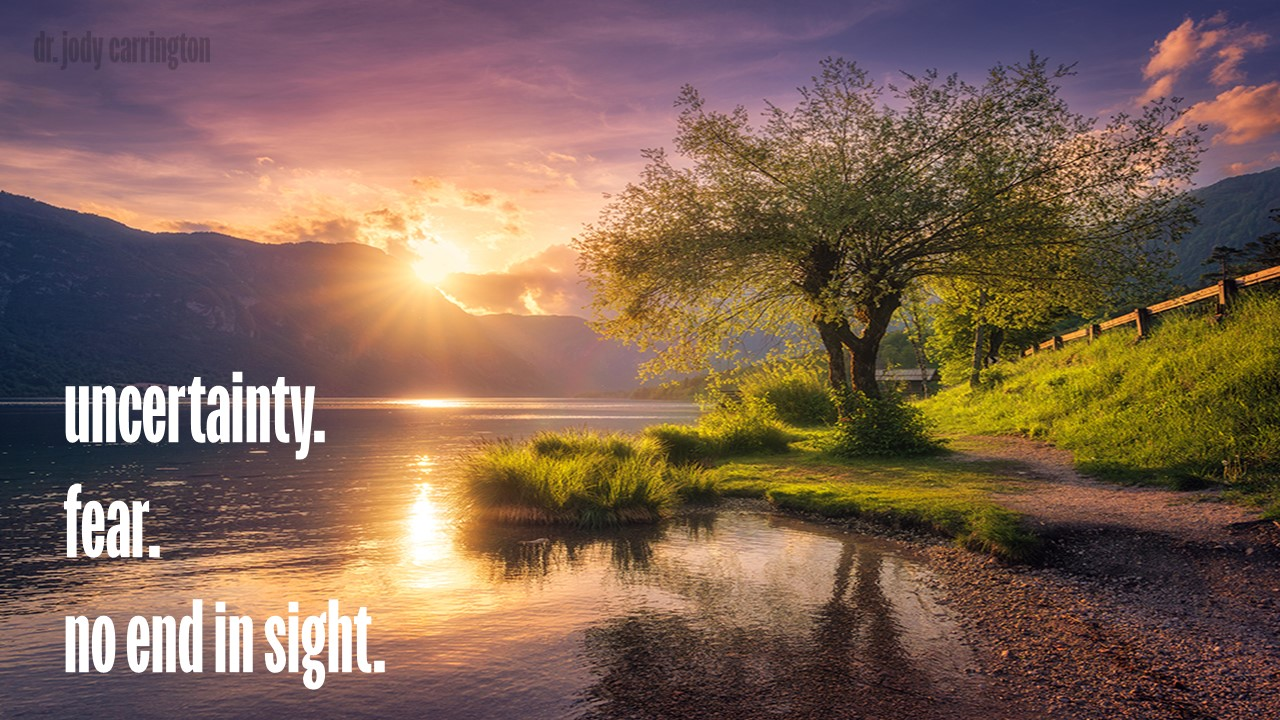 dr. jody carrington
uncertainty.
fear.
no end in sight.